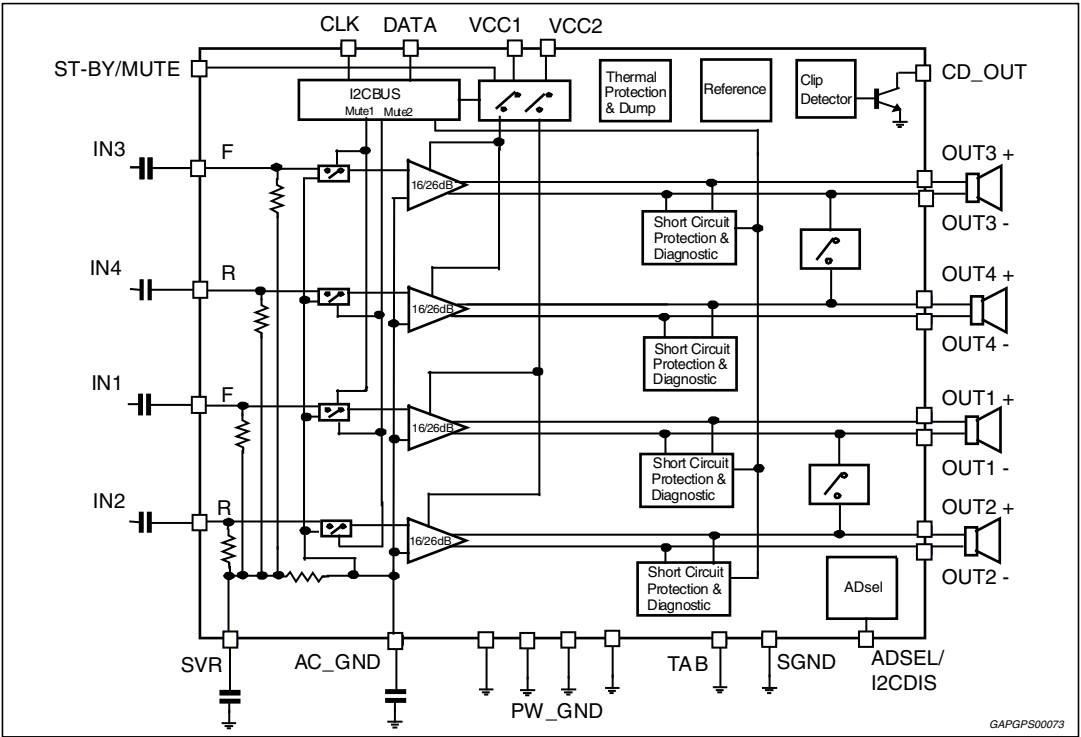 CLK DATA VCC1 VCC2
ST-BY/MUTE
I2CBUS
Mute1 Mute2
Thermal
Protection
& Dump
Reference
Clip
Detector
CD_OUT
IN3
F
16/26dB
OUT3 +
OUT3 -
Short Circuit
Protection &
Diagnostic
IN4
R
16/26dB
OUT4 +
OUT4 -
Short Circuit
Protection &
Diagnostic
IN1
F
16/26dB
OUT1 +
OUT1 -
Short Circuit
Protection &
Diagnostic
IN2
R
16/26dB
OUT2 +
OUT2 -
Short Circuit
Protection &
Diagnostic
ADsel
SVR
AC_GND
PW_GND
TAB
SGND
ADSEL/
I2CDIS
GAPGPS00073